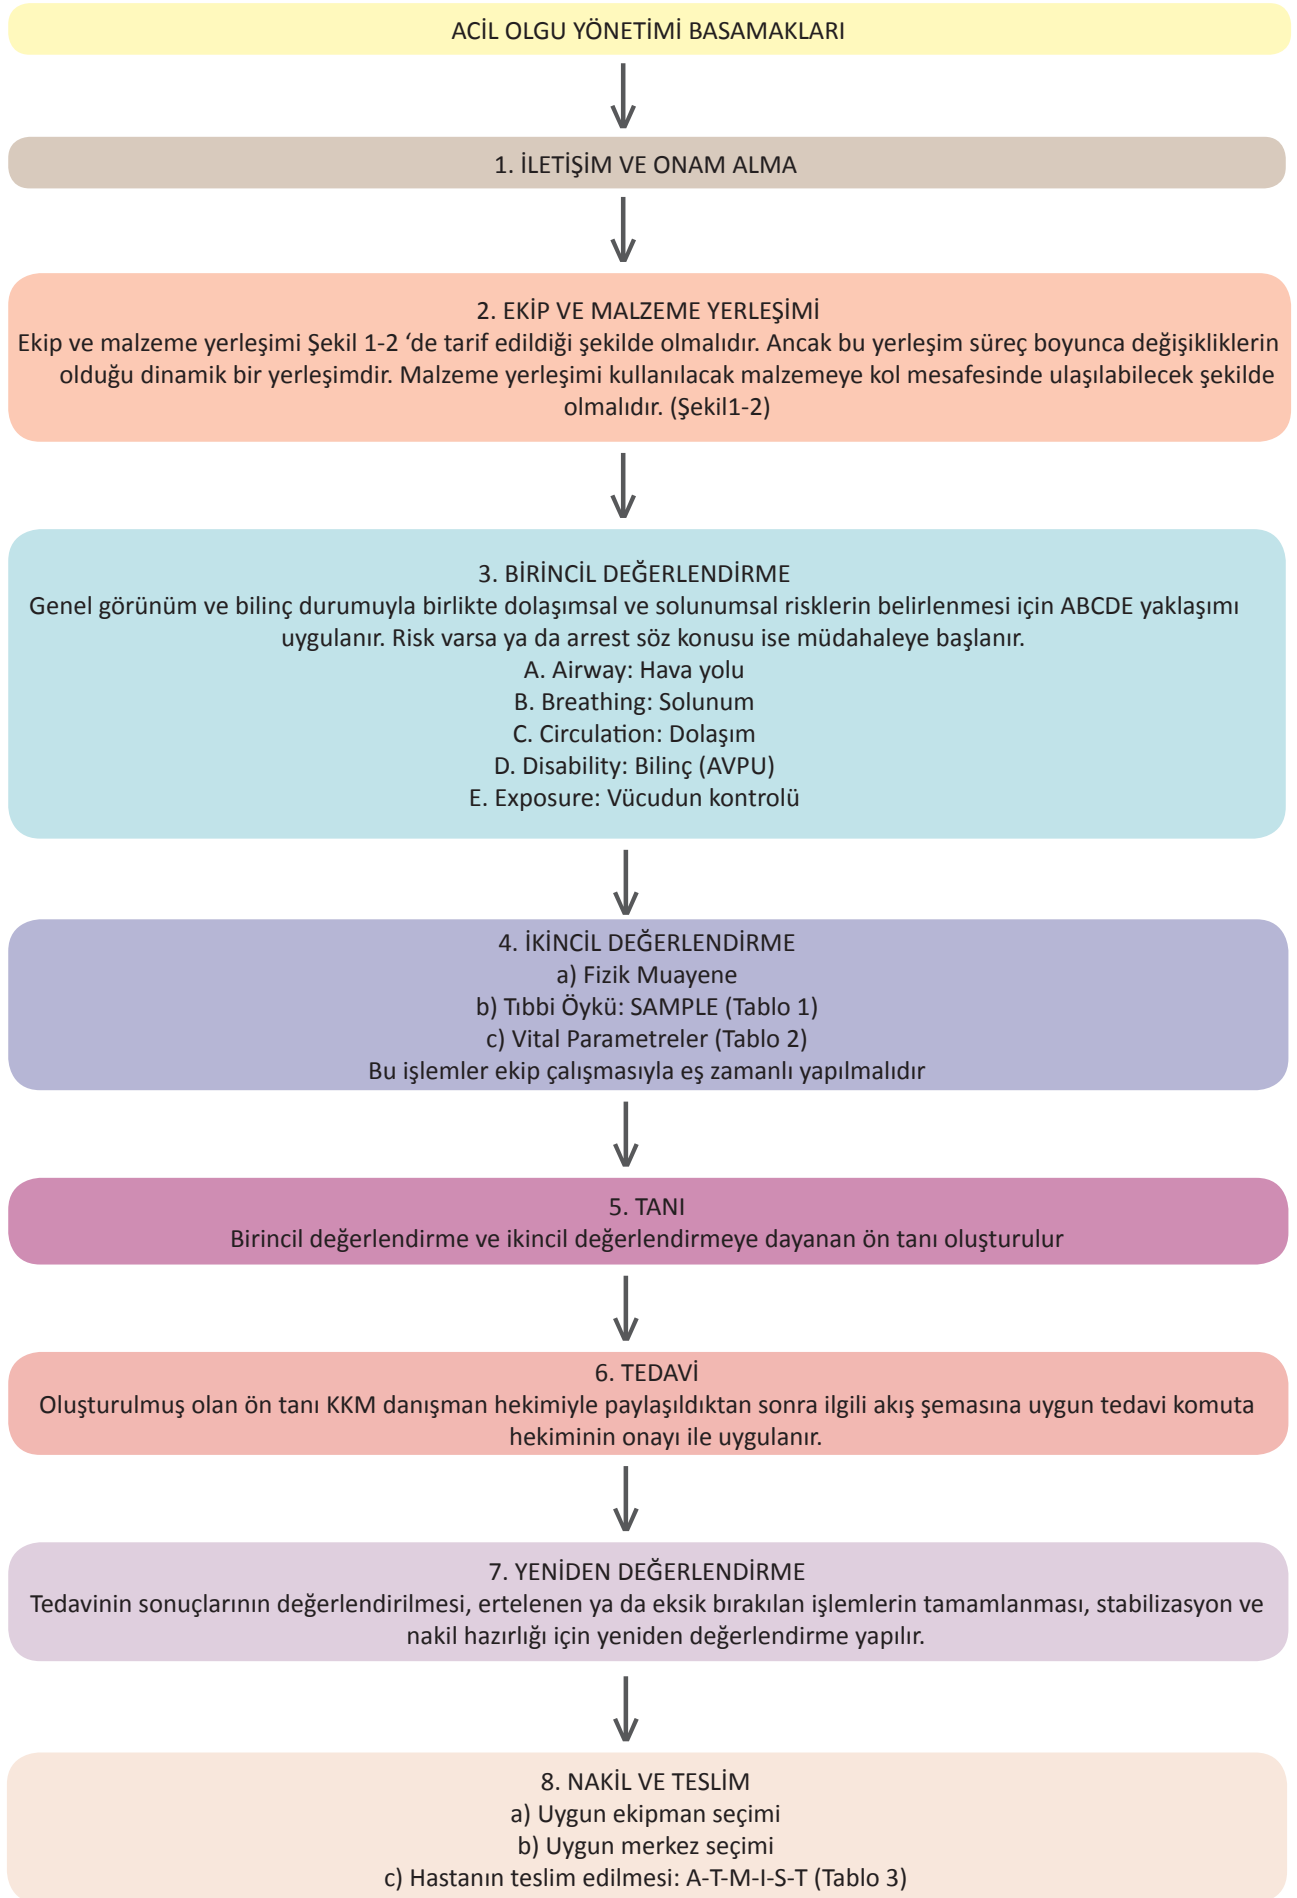 ACİL OLGU YÖNETİMİ BASAMAKLARI
1. İLETİŞİM VE ONAM ALMA
2. EKİP VE MALZEME YERLEŞİMİ
Ekip ve malzeme yerleşimi Şekil 1-2 ‘de tarif edildiği şekilde olmalıdır. Ancak bu yerleşim süreç boyunca değişikliklerin
olduğu dinamik bir yerleşimdir. Malzeme yerleşimi kullanılacak malzemeye kol mesafesinde ulaşılabilecek şekilde
olmalıdır. (Şekil1-2)
3. BİRİNCİL DEĞERLENDİRME
Genel görünüm ve bilinç durumuyla birlikte dolaşımsal ve solunumsal risklerin belirlenmesi için ABCDE yaklaşımı
uygulanır. Risk varsa ya da arrest söz konusu ise müdahaleye başlanır.
A. Airway: Hava yolu
B. Breathing: Solunum
C. Circulation: Dolaşım
D. Disability: Bilinç (AVPU)
E. Exposure: Vücudun kontrolü
4. İKİNCİL DEĞERLENDİRME
a) Fizik Muayene
b) Tıbbi Öykü: SAMPLE (Tablo 1)
c) Vital Parametreler (Tablo 2)
Bu işlemler ekip çalışmasıyla eş zamanlı yapılmalıdır
5. TANI
Birincil değerlendirme ve ikincil değerlendirmeye dayanan ön tanı oluşturulur
6. TEDAVİ
Oluşturulmuş olan ön tanı KKM danışman hekimiyle paylaşıldıktan sonra ilgili akış şemasına uygun tedavi komuta
hekiminin onayı ile uygulanır.
7. YENİDEN DEĞERLENDİRME
Tedavinin sonuçlarının değerlendirilmesi, ertelenen ya da eksik bırakılan işlemlerin tamamlanması, stabilizasyon ve
nakil hazırlığı için yeniden değerlendirme yapılır.
8. NAKİL VE TESLİM
a) Uygun ekipman seçimi
b) Uygun merkez seçimi
c) Hastanın teslim edilmesi: A-T-M-I-S-T (Tablo 3)